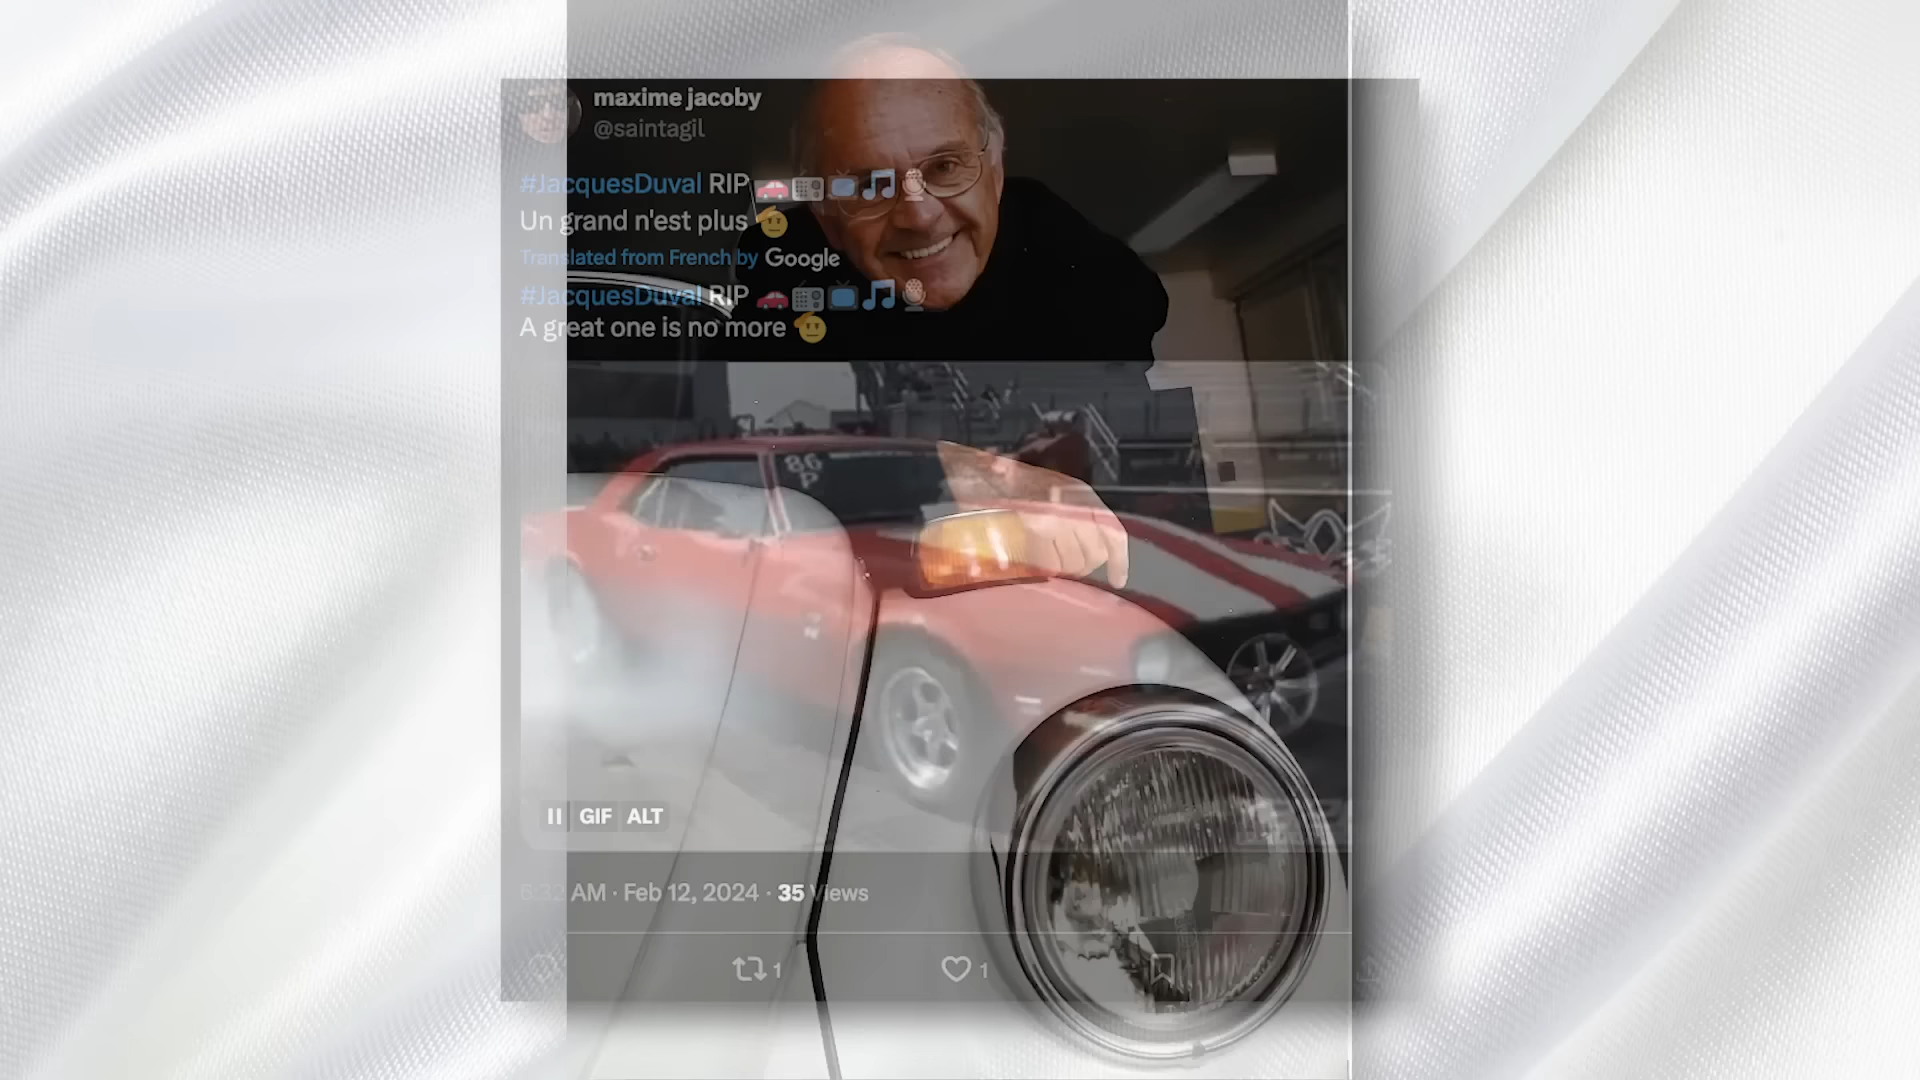 maxime jacoby
@saintagil
#JacquesDuval RIP
Un grand n'est plus
Translated from French by Google
#JacquesDuval RIP
A great one is no more
86
P
GIF ALT
AM · Feb 12, 2024 · 35 Views
1 1